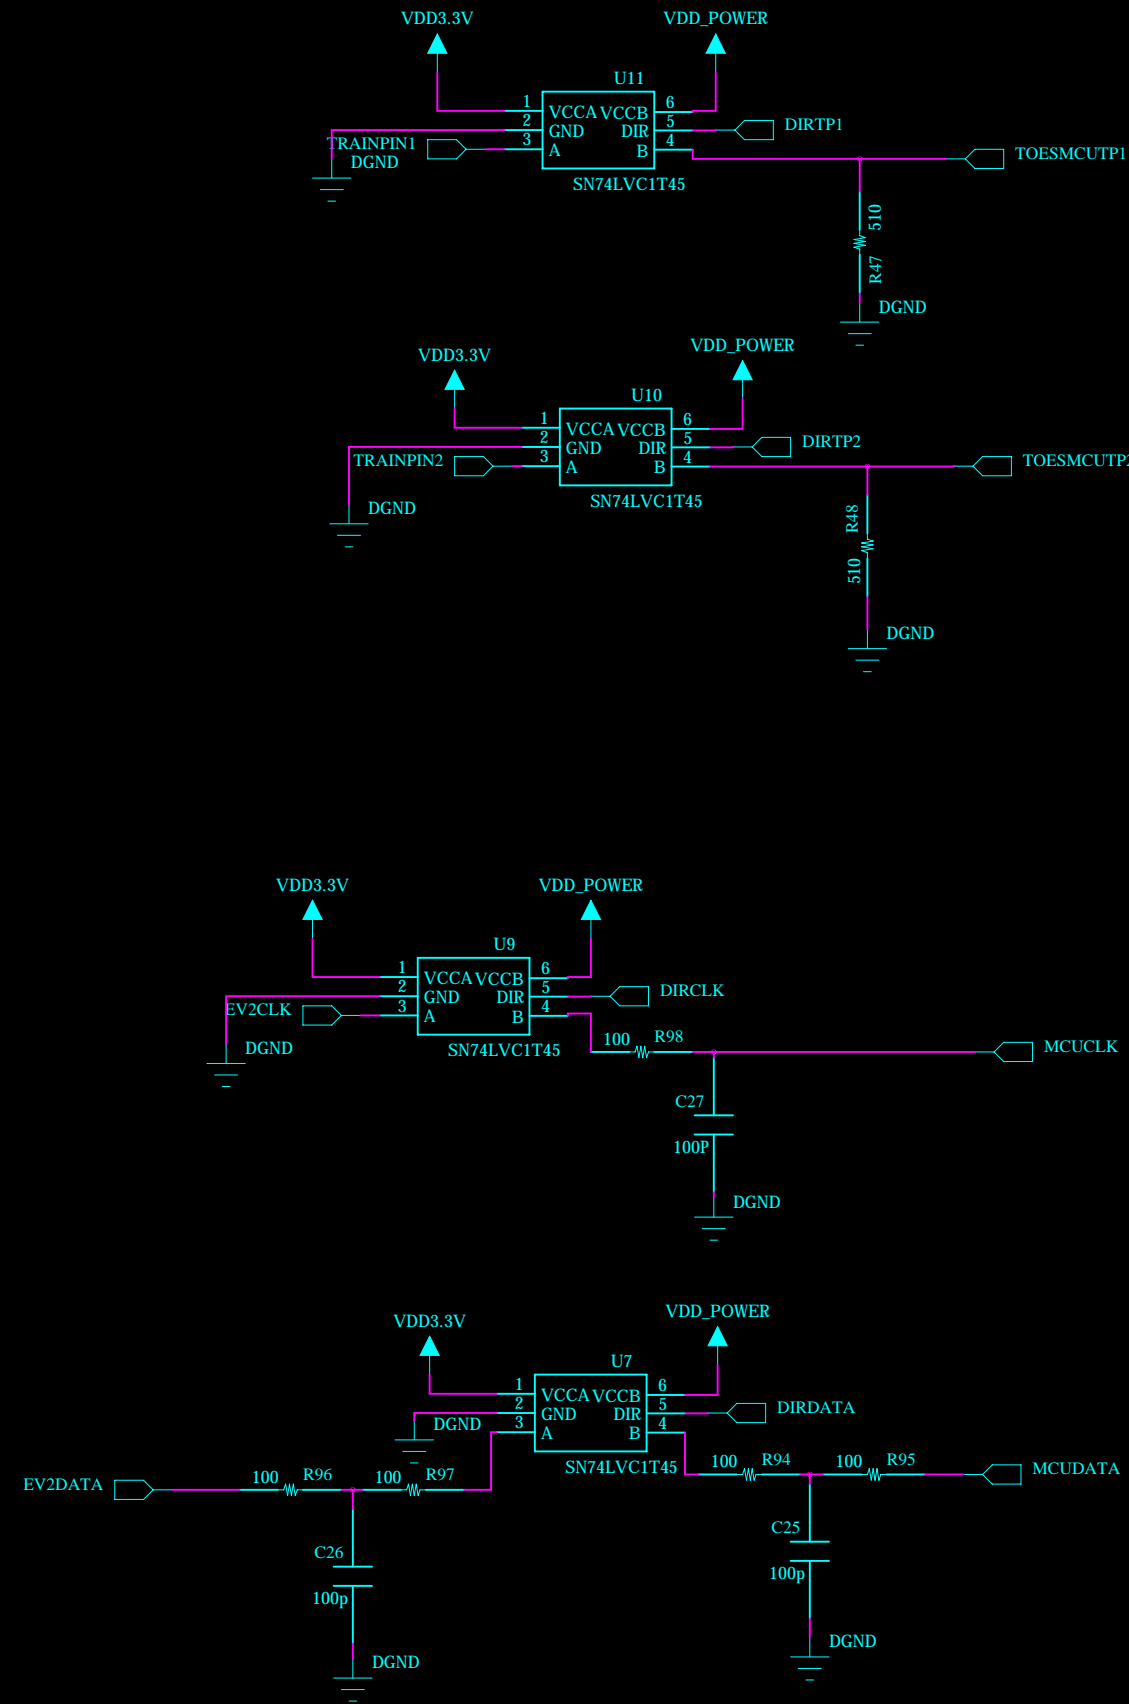 VDD3.3V
VDD_POWER
U11
1
VCCA VCCB
6
2
GND
DIR
5
DIRTP1
TRAINPIN1
3
A
B
4
TOESMCUTP1
DGND
SN74LVC1T45
510
R47
DGND
VDD3.3V
VDD_POWER
U10
1
VCCA VCCB
6
2
GND
DIR
5
DIRTP2
TRAINPIN2
3
A
B
4
TOESMCUTP2
SN74LVC1T45
DGND
R48
510
DGND
VDD3.3V
VDD_POWER
U9
1
VCCA VCCB
6
2
GND
DIR
5
DIRCLK
EV2CLK
3
A
B
4
DGND
SN74LVC1T45
100
R98
MCUCLK
C27
100P
DGND
VDD3.3V
VDD_POWER
U7
1
VCCA VCCB
6
2
GND
DIR
5
DIRDATA
DGND
3
A
B
4
SN74LVC1T45
EV2DATA
100
R96
100
R97
100
R94
100
R95
MCUDATA
C26
100p
C25
100p
DGND
DGND